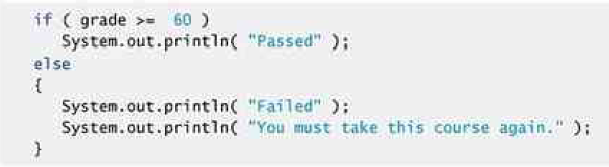 if ( grade >= 60 )
System.out.println( "Passed" );
else
{
System.out.println( "Failed" );
System.out.println( "You must take this course again." );
}